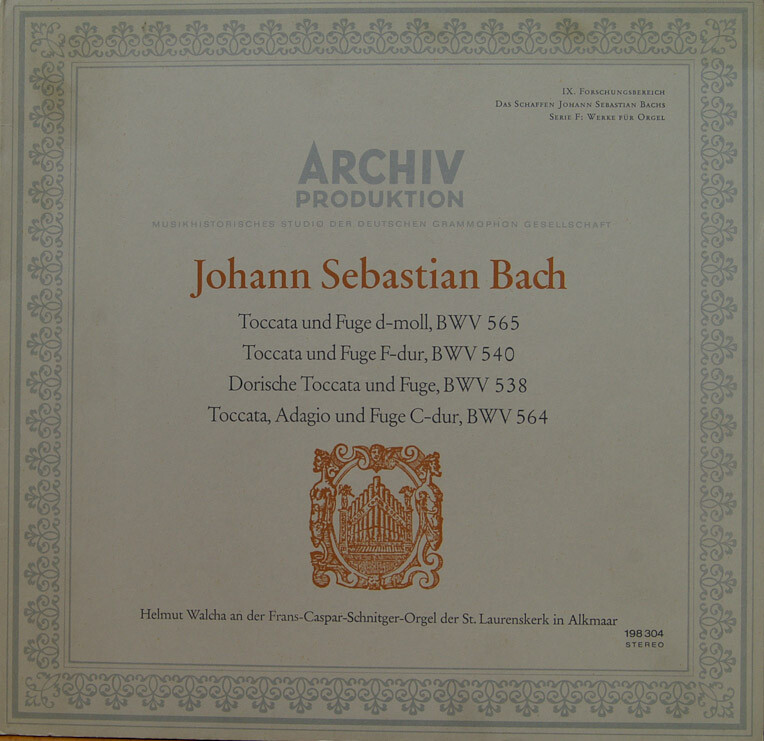 IX. Forschungsbereich
Das Schaffen Johann Sebastian Bachs
Serie F: Werke für Orgel
ARCHIV
PRODUKTION
MUSIKHISTORISCHES STUDIO DER DEUTSCHEN GRAMMOPHON GESELLSCHAFT
Johann Sebastian Bach
Toccata und Fuge d-moll, BWV 565
Toccata und Fuge F-dur, BWV 540
Dorische Toccata und Fuge, BWV 538
Toccata, Adagio und Fuge C-dur, BWV 564
Helmut Walcha an der Frans-Caspar-Schnitger-Orgel der St. Laurenskerk in Alkmaar
198 304
STEREO